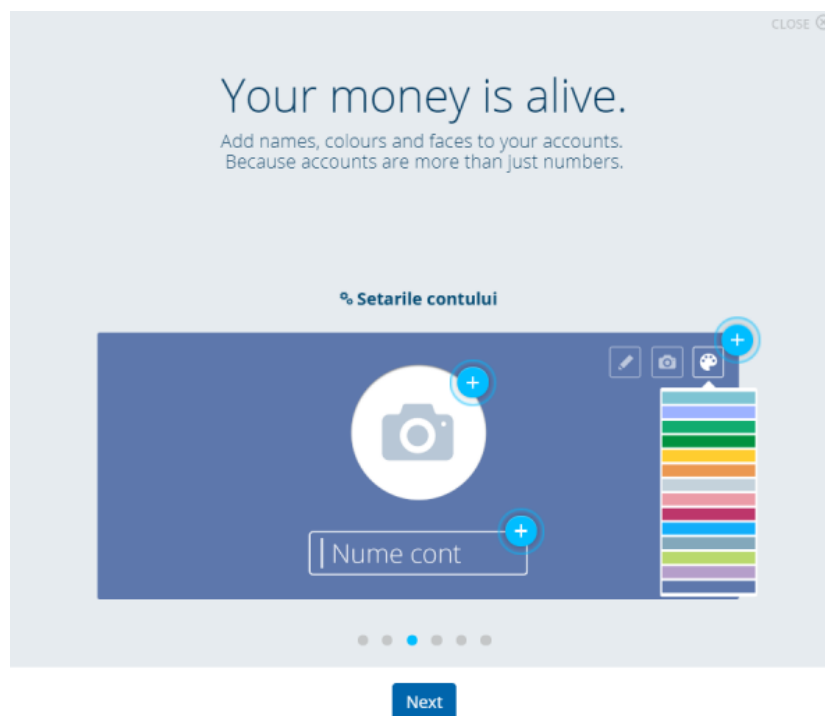 CLOSE
Your money is alive.
Add names, colours and faces to your accounts.
Because accounts are more than just numbers.
Setarile contului
Nume cont
Next